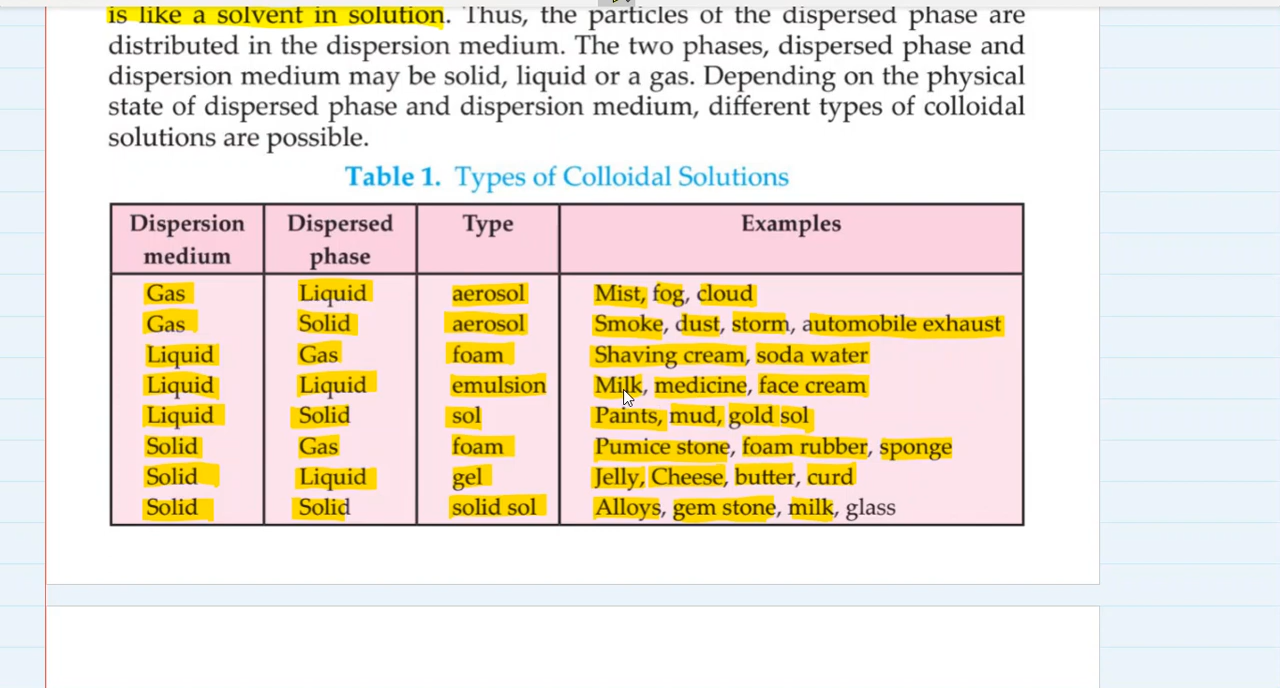 is like a solvent in solution. Thus, the particles of the dispersed phase are
distributed in the dispersion medium. The two phases, dispersed phase and
dispersion medium may be solid, liquid or a gas. Depending on the physical
state of dispersed phase and dispersion medium, different types of colloidal
solutions are possible.
Table 1. Types of Colloidal Solutions
Dispersion medium Dispersed phase Type Examples
Gas Liquid aerosol Mist, fog, cloud
Gas Solid aerosol Smoke, dust, storm, automobile exhaust
Liquid Gas foam Shaving cream, soda water
Liquid Liquid emulsion Milk, medicine, face cream
Liquid Solid sol Paints, mud, gold sol
Solid Gas foam Pumice stone, foam rubber, sponge
Solid Liquid gel Jelly, Cheese, butter, curd
Solid Solid solid sol Alloys, gem stone, milk, glass